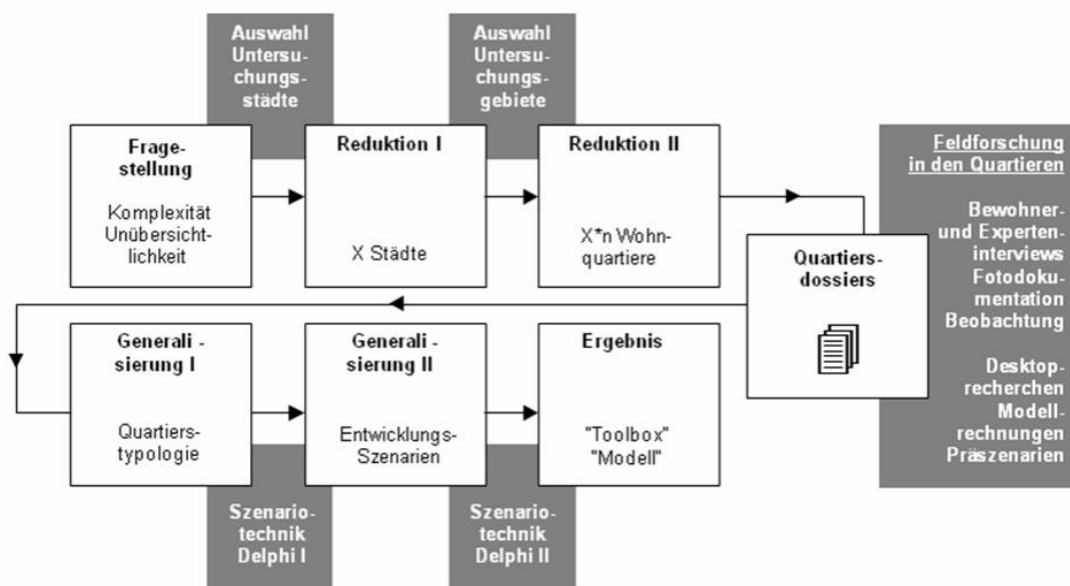 Auswahl
Untersu-
chungs-
städte
Auswahl
Untersu-
chungs-
gebiete
Frage-
stellung
Komplexität
Unübersicht-
lichkeit
Reduktion I
X Städte
Reduktion II
X*n Wohn-
quartiere
Quartiers-
dossiers
Feldforschung
in den Quartieren
Bewohner-
und Experten-
interviews
Fotodoku-
mentation
Beobachtung
Desktop-
recherchen
Modell-
rechnungen
Präszenarien
Generali -
sierung I
Quartiers-
typologie
Generali -
sierung II
Entwicklungs-
Szenarien
Ergebnis
"Toolbox"
"Modell"
Szenario-
technik
Delphi I
Szenario-
technik
Delphi II